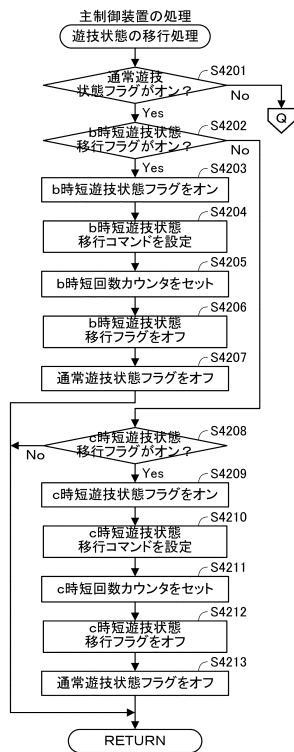 主制御装置の処理
遊技状態の移行処理
S4201
通常遊技
状態フラグがオン？
No
Q
Yes
S4202
b時短遊技状態
移行フラグがオン？
No
Yes
S4203
b時短遊技状態フラグをオン
S4204
b時短遊技状態
移行コマンドを設定
S4205
b時短回数カウンタをセット
S4206
b時短遊技状態
移行フラグをオフ
S4207
通常遊技状態フラグをオフ
S4208
c時短遊技状態
移行フラグがオン？
No
Yes
S4209
c時短遊技状態フラグをオン
S4210
c時短遊技状態
移行コマンドを設定
S4211
c時短回数カウンタをセット
S4212
c時短遊技状態
移行フラグをオフ
S4213
通常遊技状態フラグをオフ
RETURN